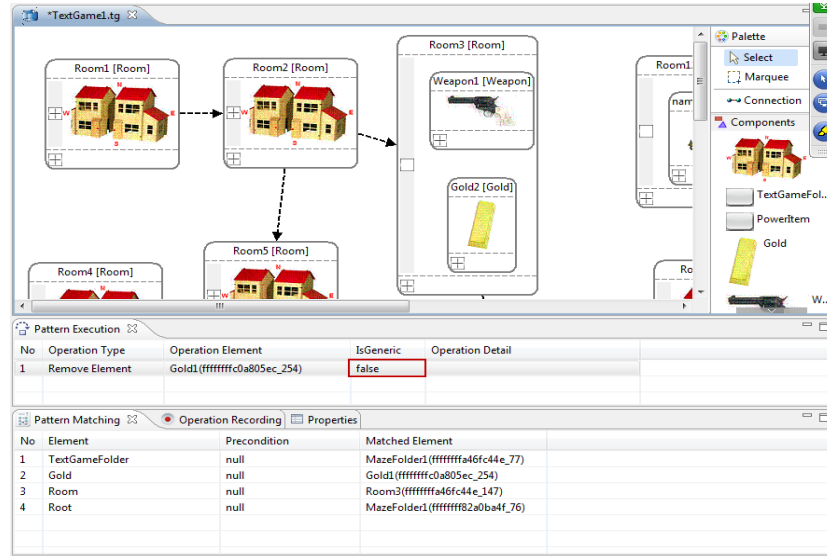 *TextGame1.tg
Room1 [Room]
N
W
E
S
Room2 [Room]
N
W
E
S
Room3 [Room]
Weapon1 [Weapon]
Gold2 [Gold]
Room1.
nam
Room4 [Room]
N
Room5 [Room]
N
W
E
Ro
Palette
Select
Marquee
Connection
Components
TextGameFol...
PowerItem
Gold
W...
Pattern Execution
No Operation Type Operation Element IsGeneric Operation Detail
1 Remove Element Gold1(ffffffffc0a805ec_254) false
Pattern Matching Operation Recording Properties
No Element Precondition Matched Element
1 TextGameFolder null MazeFolder1(ffffffffa46fc44e_77)
2 Gold null Gold1(ffffffffc0a805ec_254)
3 Room null Room3(ffffffffa46fc44e_147)
4 Root null MazeFolder1(ffffffff82a0ba4f_76)